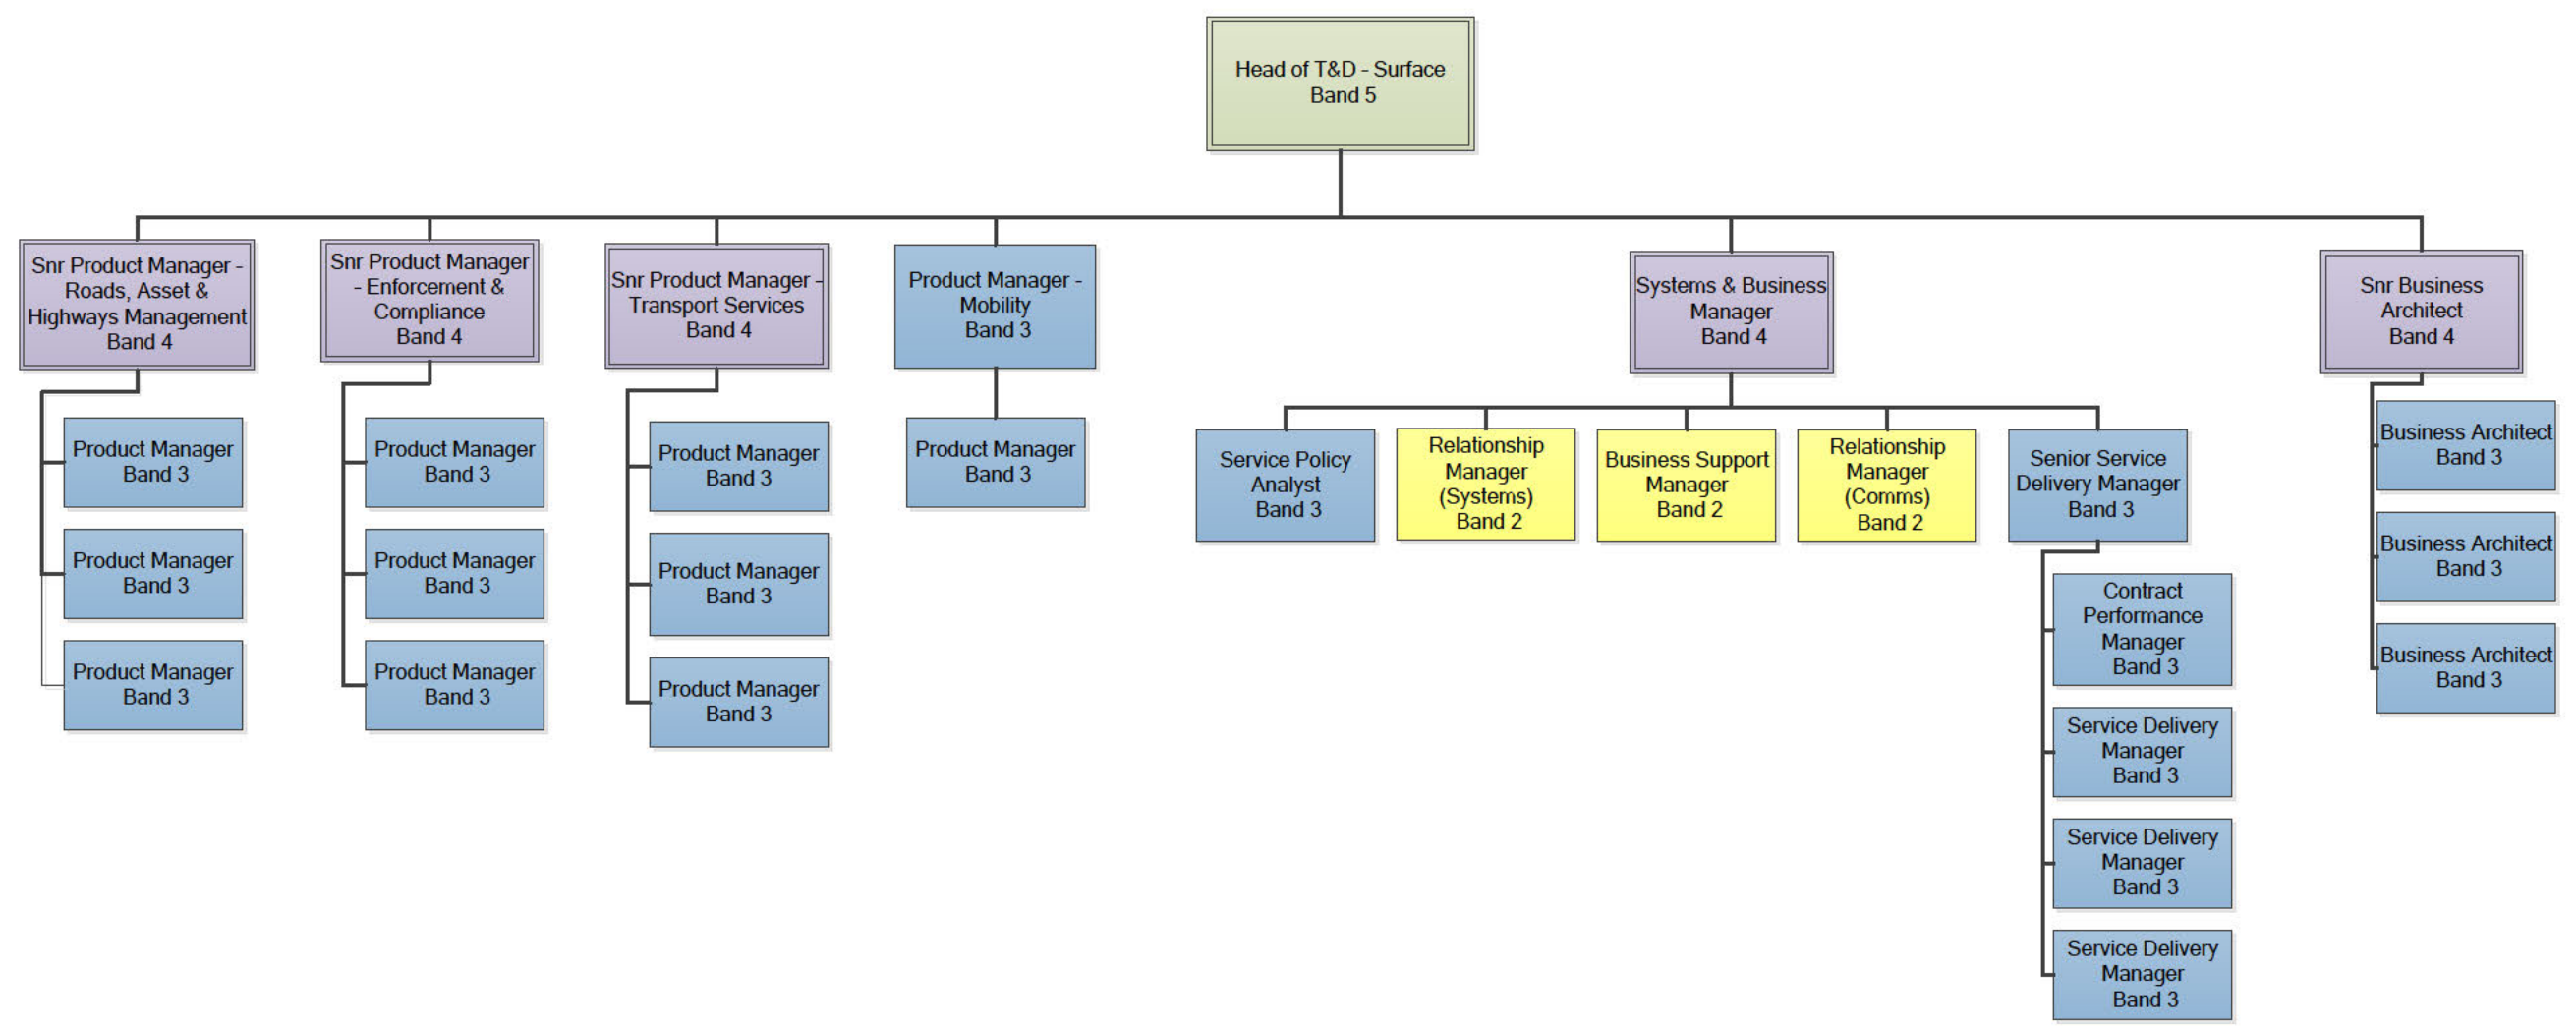 Head of T&D - Surface
Band 5
Snr Product Manager -
Roads, Asset &
Highways Management
Band 4
Snr Product Manager
- Enforcement &
Compliance
Band 4
Snr Product Manager -
Transport Services
Band 4
Product Manager -
Mobility
Band 3
Systems & Business
Manager
Band 4
Snr Business
Architect
Band 4
Product Manager
Band 3
Product Manager
Band 3
Product Manager
Band 3
Product Manager
Band 3
Product Manager
Band 3
Product Manager
Band 3
Product Manager
Band 3
Product Manager
Band 3
Product Manager
Band 3
Product Manager
Band 3
Service Policy
Analyst
Band 3
Relationship
Manager
(Systems)
Band 2
Business Support
Manager
Band 2
Relationship
Manager
(Comms)
Band 2
Senior Service
Delivery Manager
Band 3
Contract
Performance
Manager
Band 3
Service Delivery
Manager
Band 3
Service Delivery
Manager
Band 3
Service Delivery
Manager
Band 3
Business Architect
Band 3
Business Architect
Band 3
Business Architect
Band 3